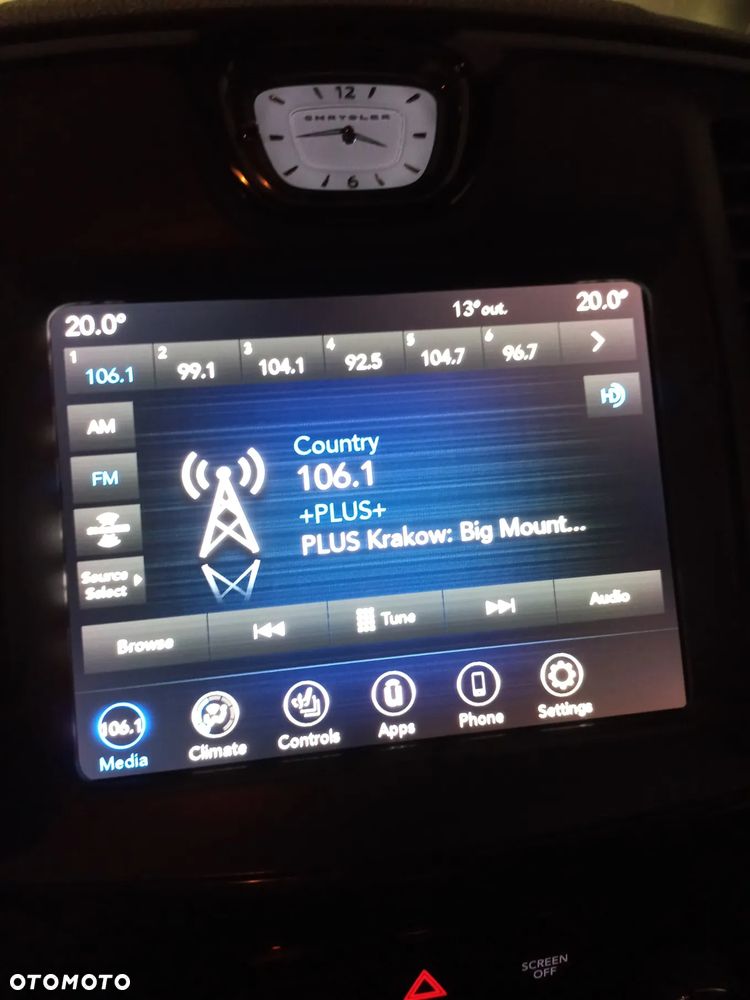 12
CHRYSLER
6
20.0°
13° out.
20.0°
1 106.1
2 99.1
3 104.1
4 92.5
5 104.7
6 96.7
AM
FM
Source
Select
HD
Country
106.1
+PLUS+
PLUS Krakow: Big Mount...
Browse
Tune
Audio
106.1
Media
Climate
Controls
Apps
Phone
Settings
SCREEN
OFF
OTOMOTO